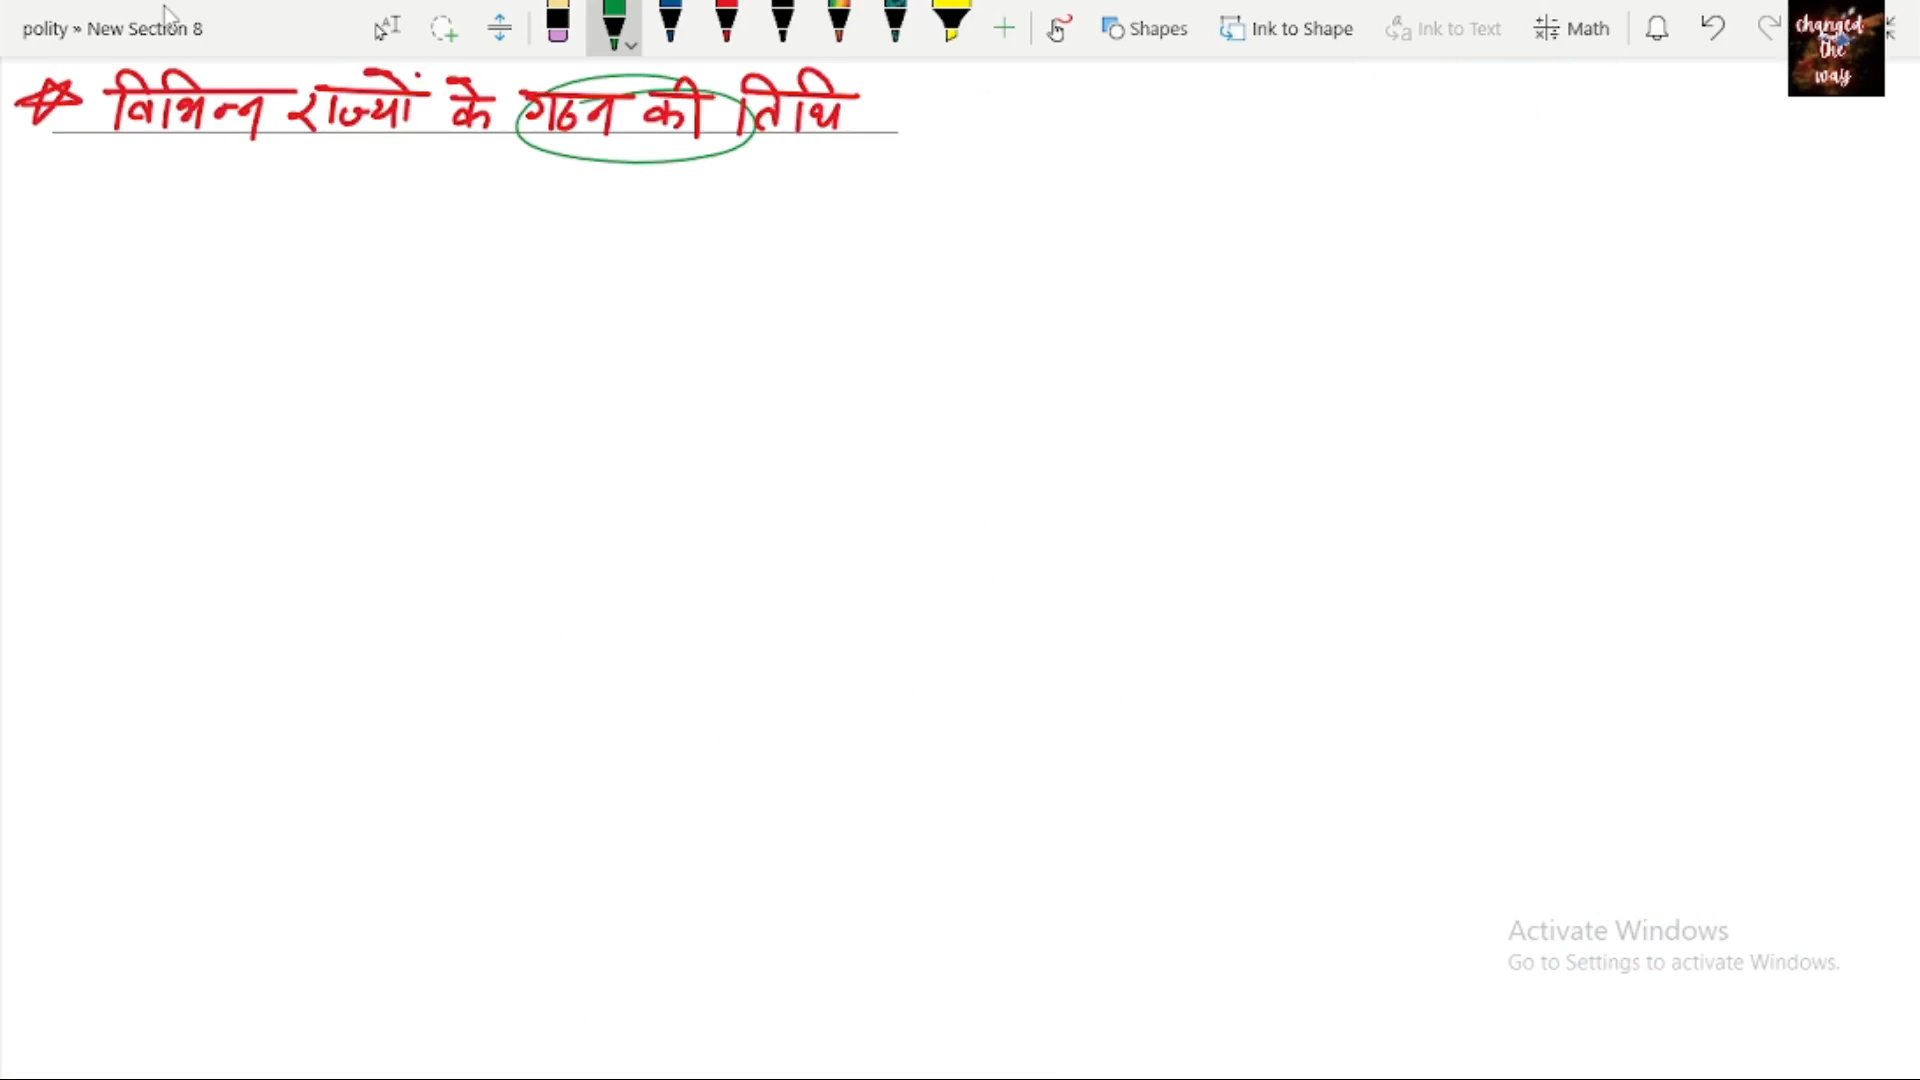 polity » New Section 8
Shapes
Ink to Shape
Ink to Text
Math
changed
the
way
विभिन्न राज्यों के गठन की तिथि
Activate Windows
Go to Settings to activate Windows.